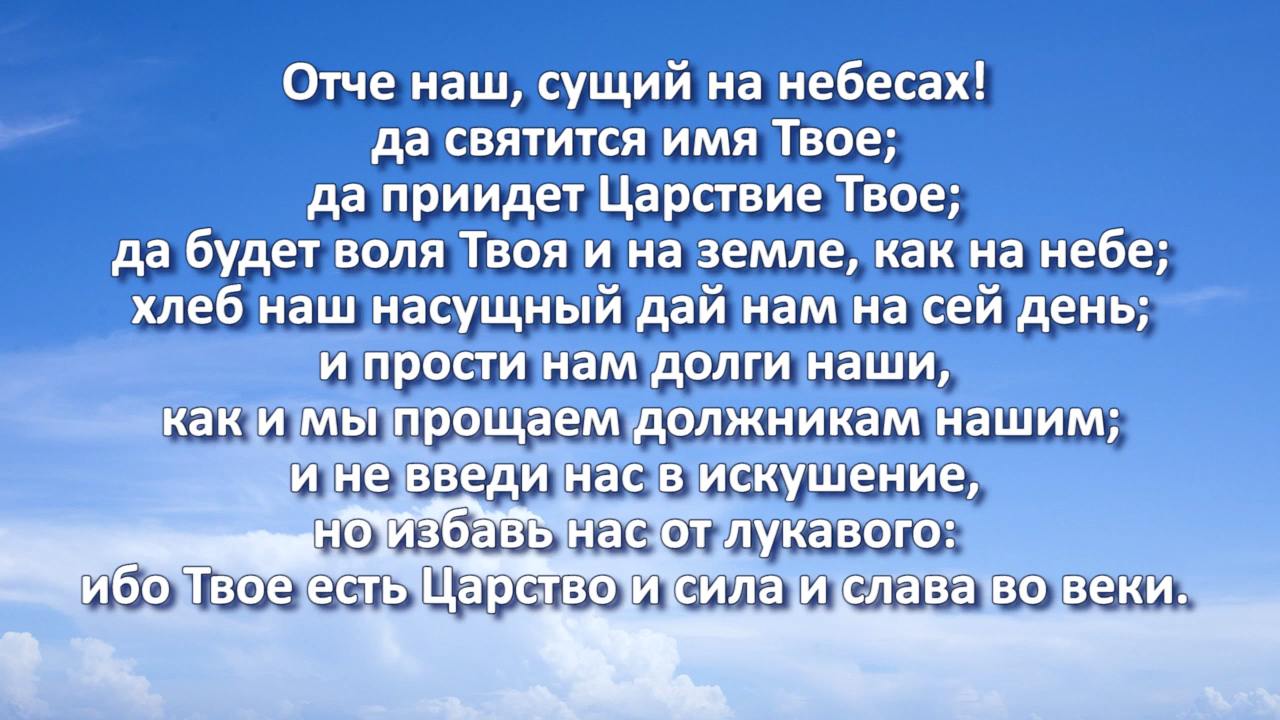 Отче наш, сущий на небесах!
да святится имя Твое;
да приидет Царствие Твое;
да будет воля Твоя и на земле, как на небе;
хлеб наш насущный дай нам на сей день;
и прости нам долги наши,
как и мы прощаем должникам нашим;
и не введи нас в искушение,
но избавь нас от лукавого:
ибо Твое есть Царство и сила и слава во веки.